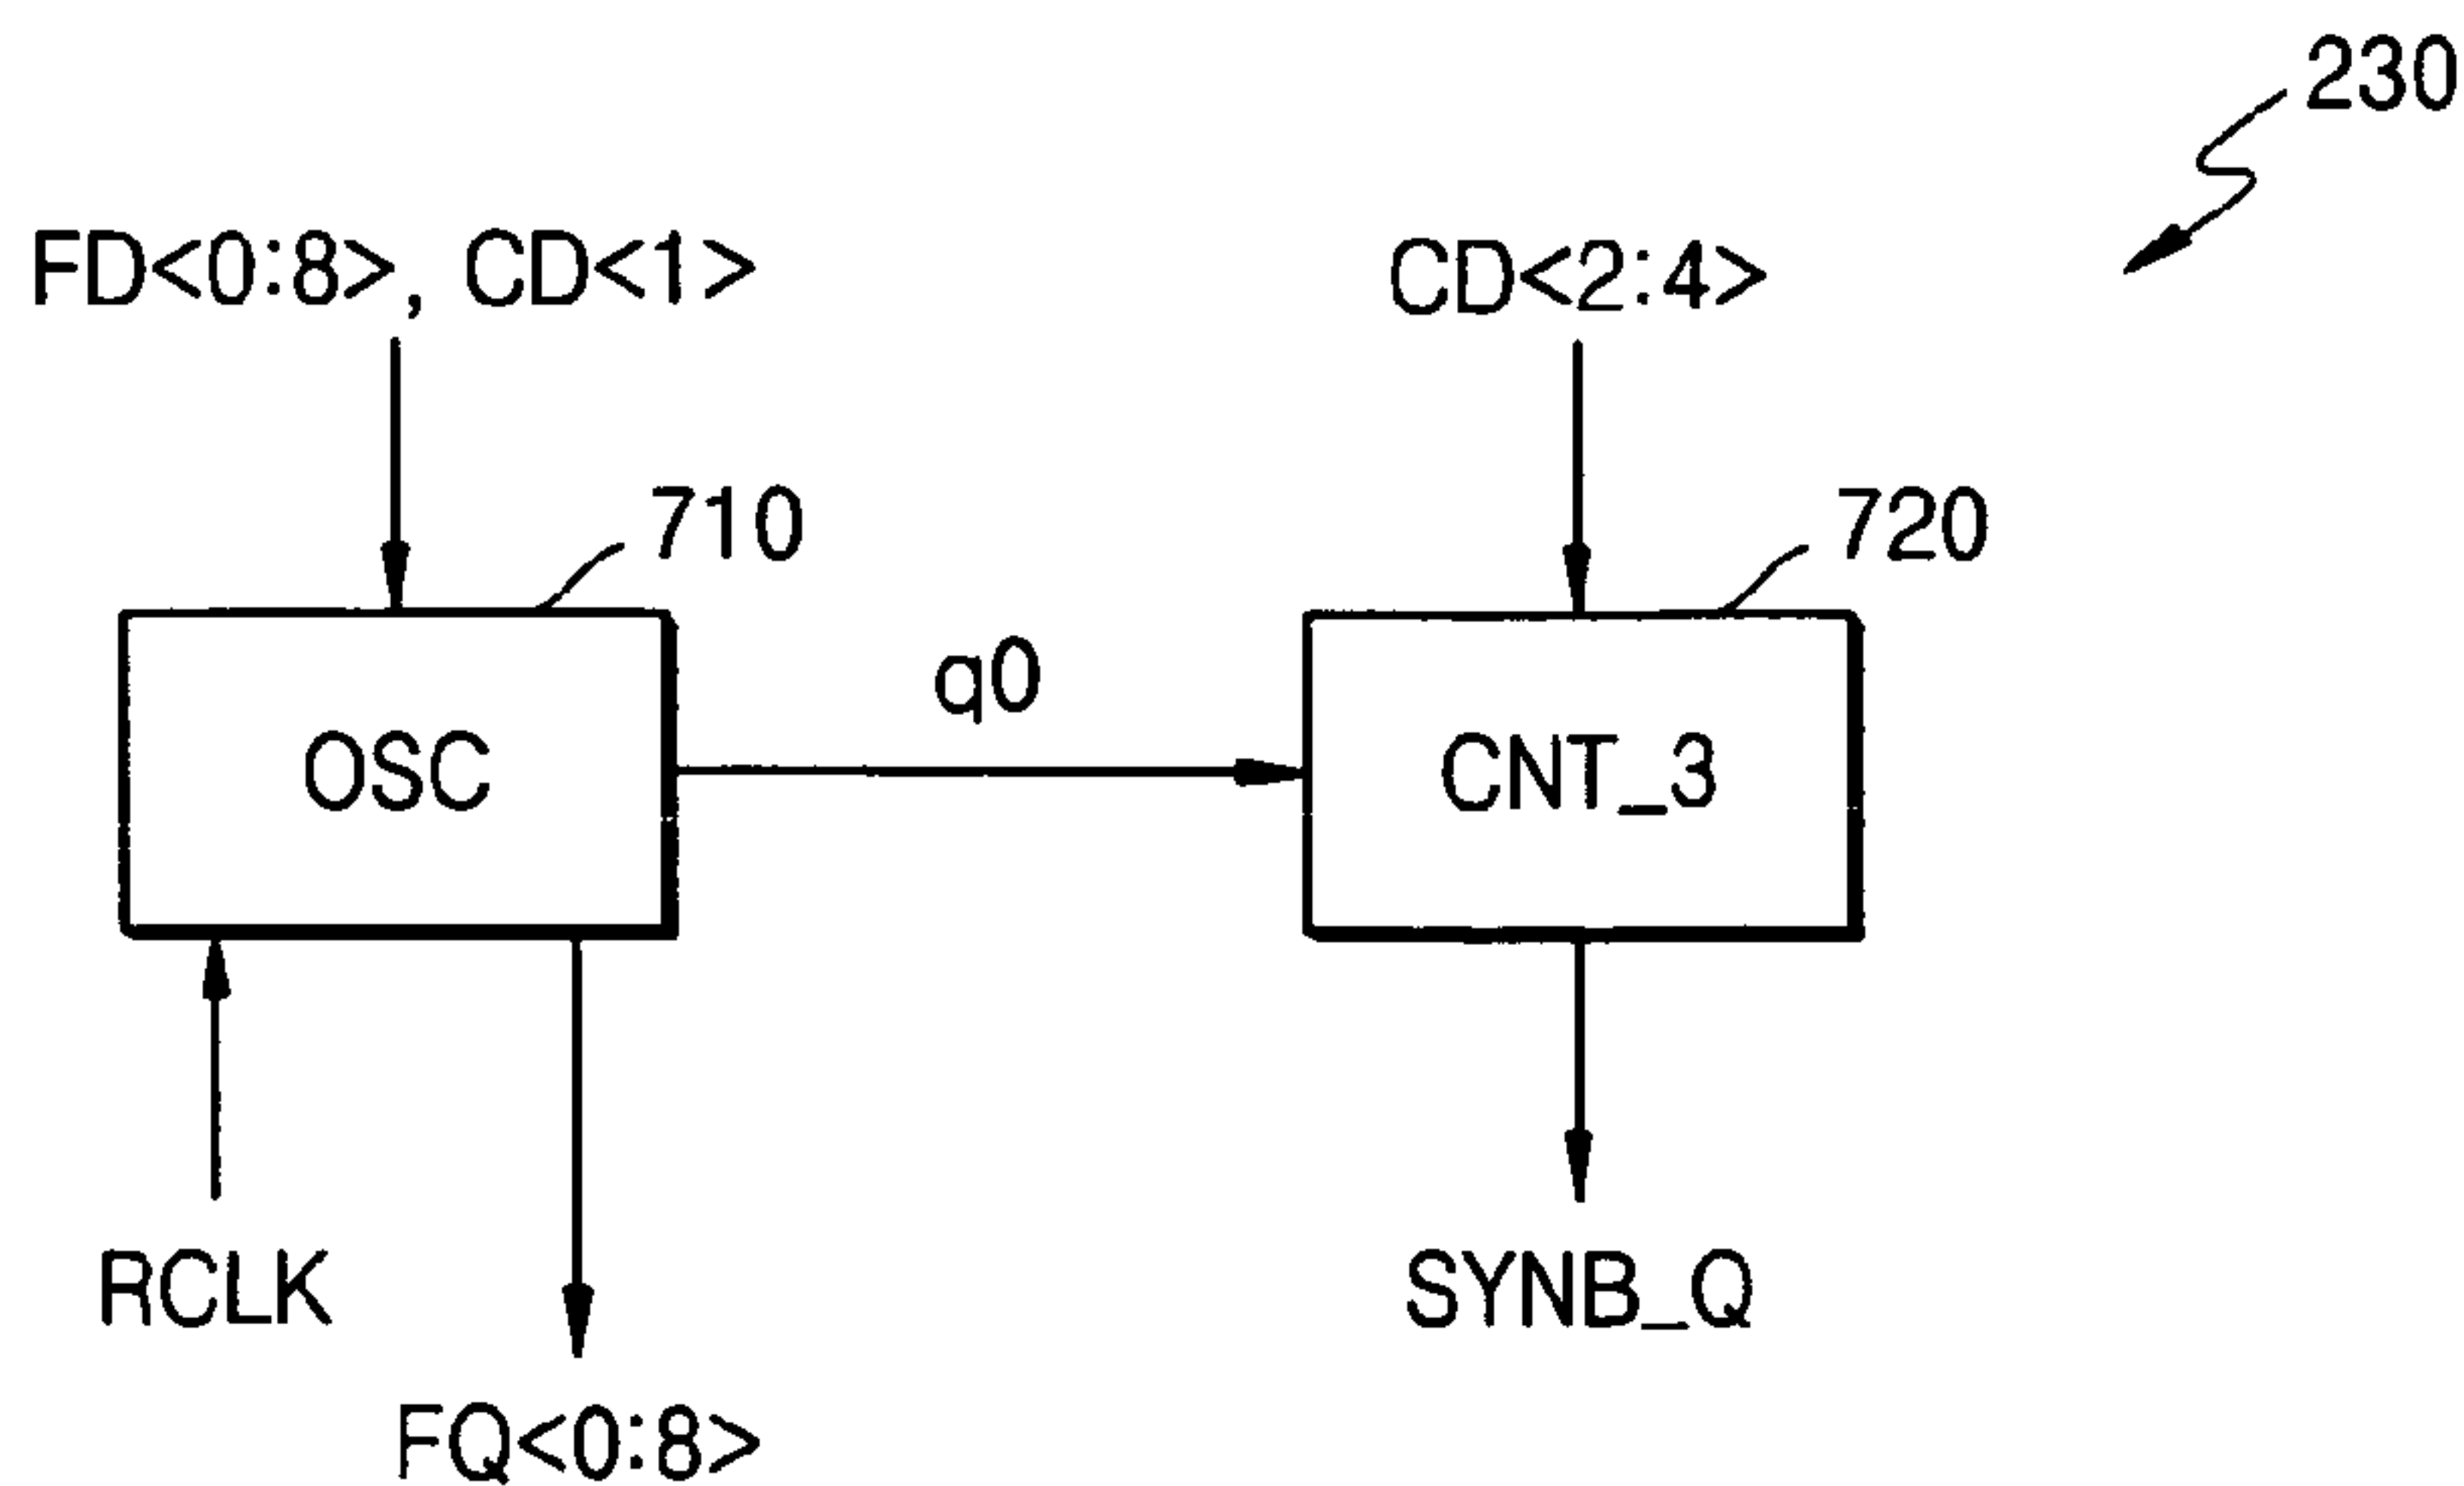 230
FD<0:8>, CD<1>
CD<2:4>
710
720
q0
OSC
CNT_3
RCLK
SYNB_Q
FQ<0:8>